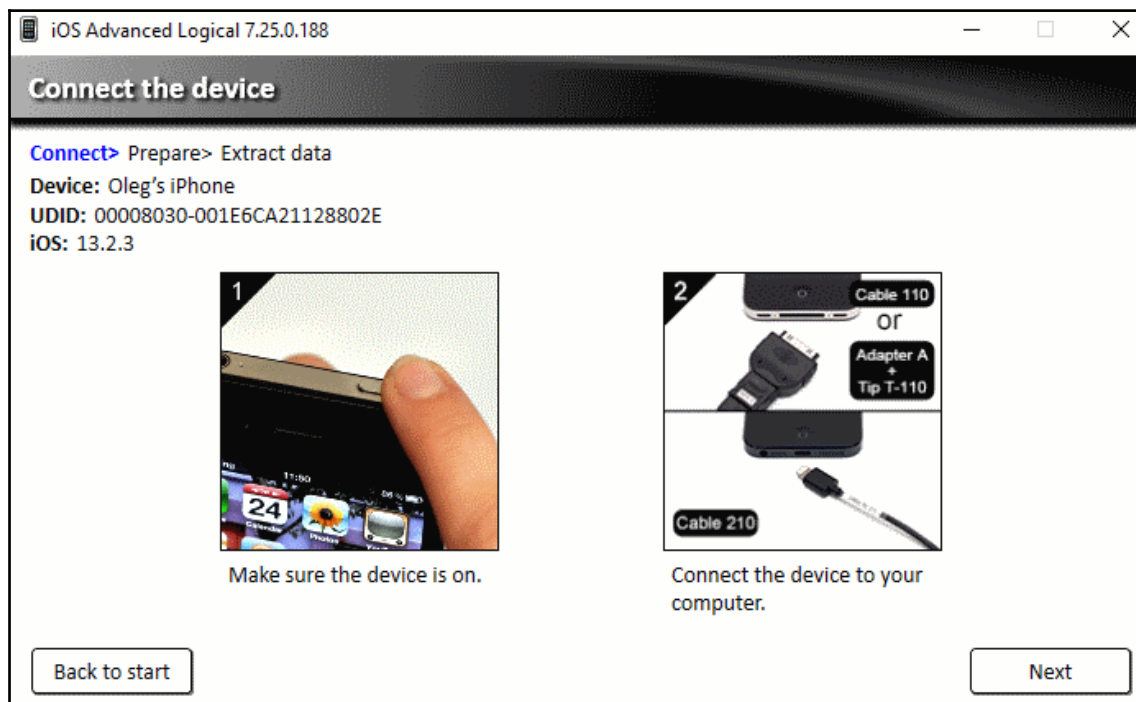 iOS Advanced Logical 7.25.0.188
Connect the device
Connect> Prepare> Extract data
Device: Oleg's iPhone
UDID: 00008030-001E6CA21128802E
iOS: 13.2.3
1
11:50
24
Calendar
Photos
Make sure the device is on.
2
Cable 110
or
Adapter A
+
Tip T-110
Cable 210
Connect the device to your
computer.
Back to start
Next